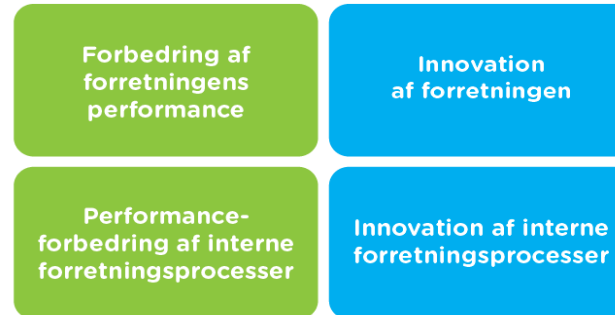 Forbedring af
forretningens
performance
Innovation
af forretningen
Performance-
forbedring af interne
forretningsprocesser
Innovation af interne
forretningsprocesser